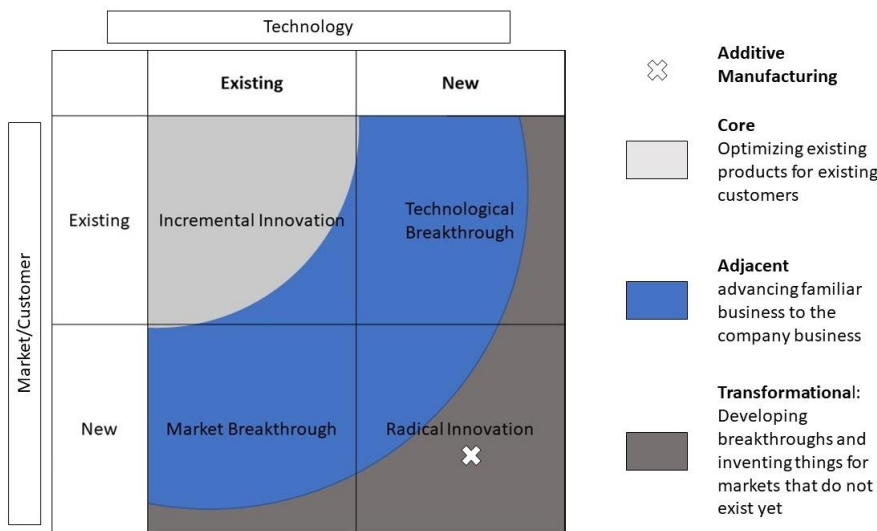 Technology
Existing
New
Market/Customer
Existing
Incremental Innovation
Technological
Breakthrough
New
Market Breakthrough
Radical Innovation
Additive
Manufacturing
Core
Optimizing existing
products for existing
customers
Adjacent
advancing familiar
business to the
company business
Transformational:
Developing
breakthroughs and
inventing things for
markets that do not
exist yet